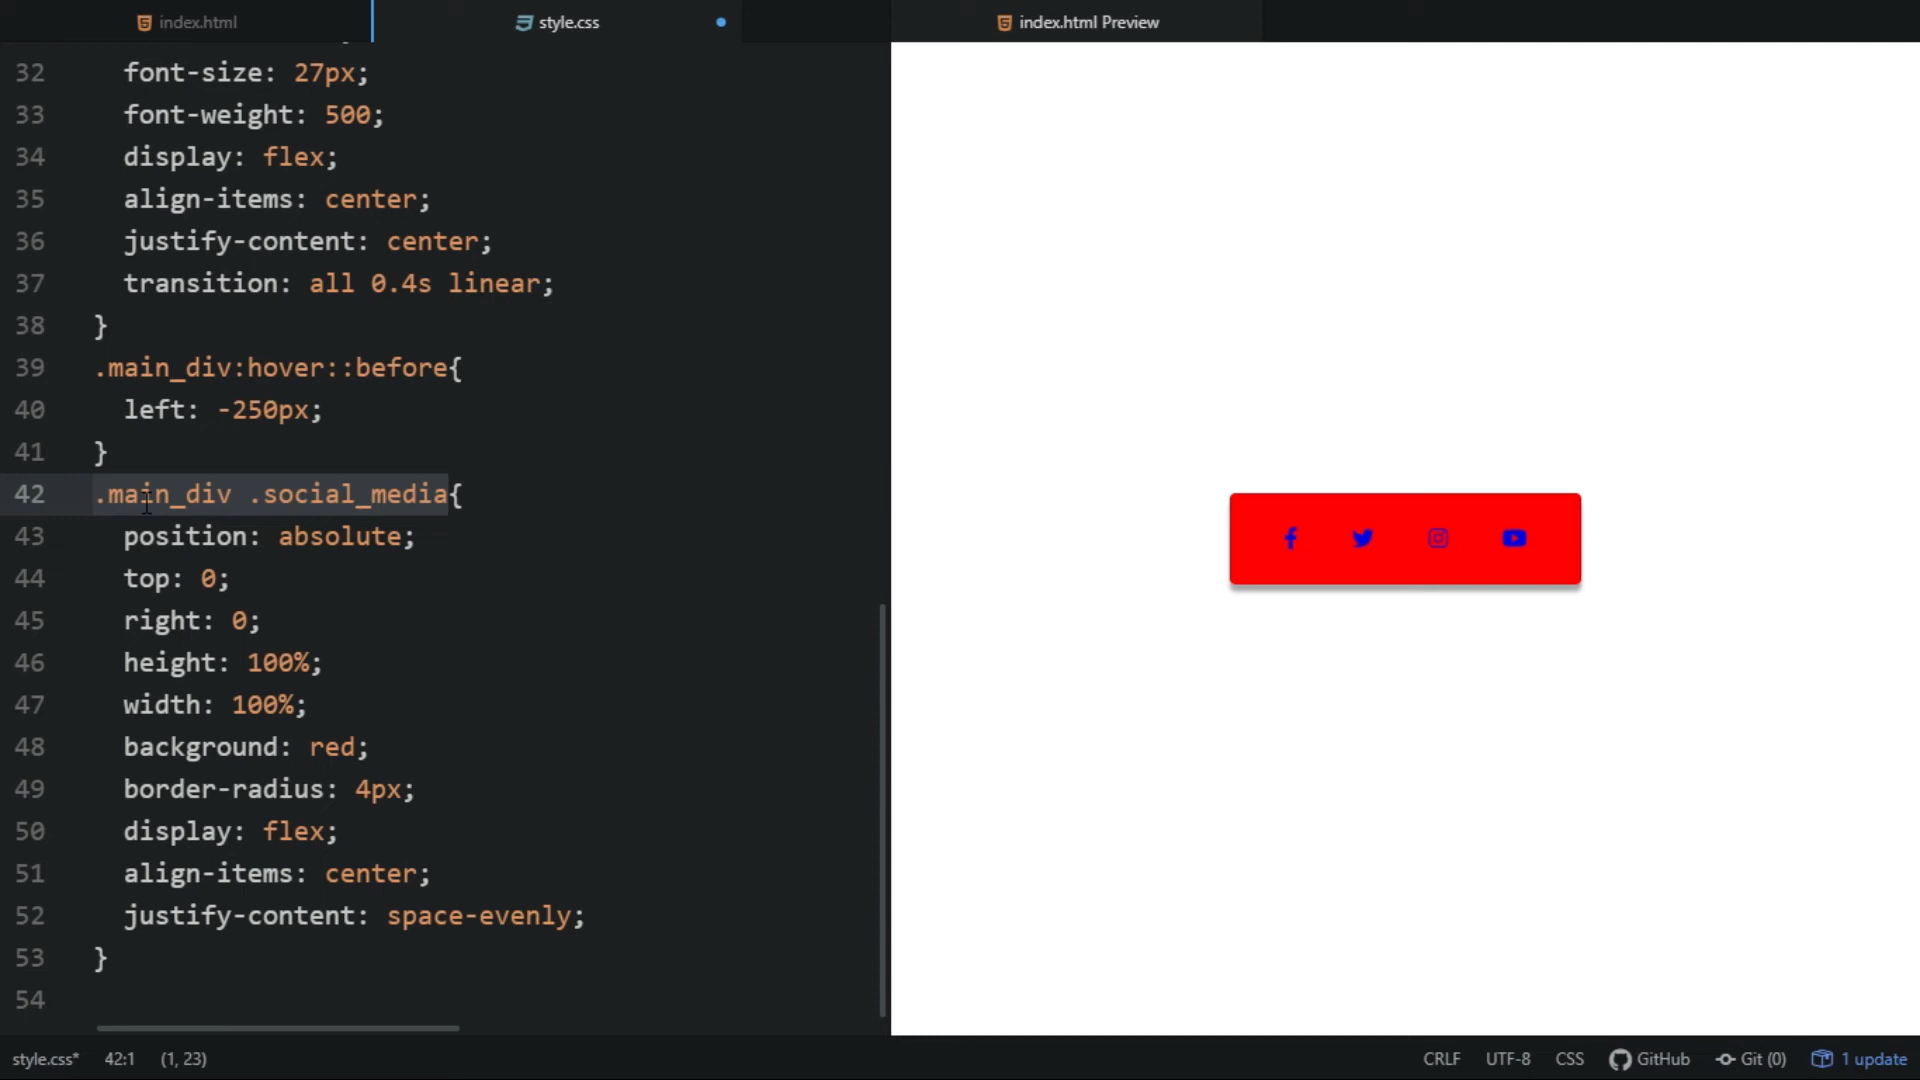 index.html
style.css
index.html Preview
32 font-size: 27px;
33 font-weight: 500;
34 display: flex;
35 align-items: center;
36 justify-content: center;
37 transition: all 0.4s linear;
38 }
39 .main_div:hover::before{
40 left: -250px;
41 }
42 .main_div .social_media{
43 position: absolute;
44 top: 0;
45 right: 0;
46 height: 100%;
47 width: 100%;
48 background: red;
49 border-radius: 4px;
50 display: flex;
51 align-items: center;
52 justify-content: space-evenly;
53 }
54
style.css* 42:1 (1, 23) CRLF UTF-8 CSS GitHub Git (0) 1 update